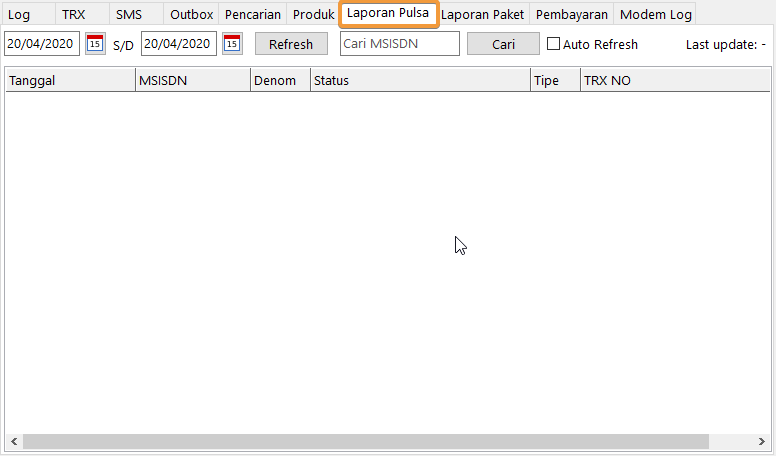 Log TRX SMS Outbox Pencarian Produk Laporan Pulsa Laporan Paket Pembayaran Modem Log
20/04/2020 15 S/D 20/04/2020 15 Refresh Cari MSISDN Cari Auto Refresh Last update: -
Tanggal MSISDN Denom Status Tipe TRX NO